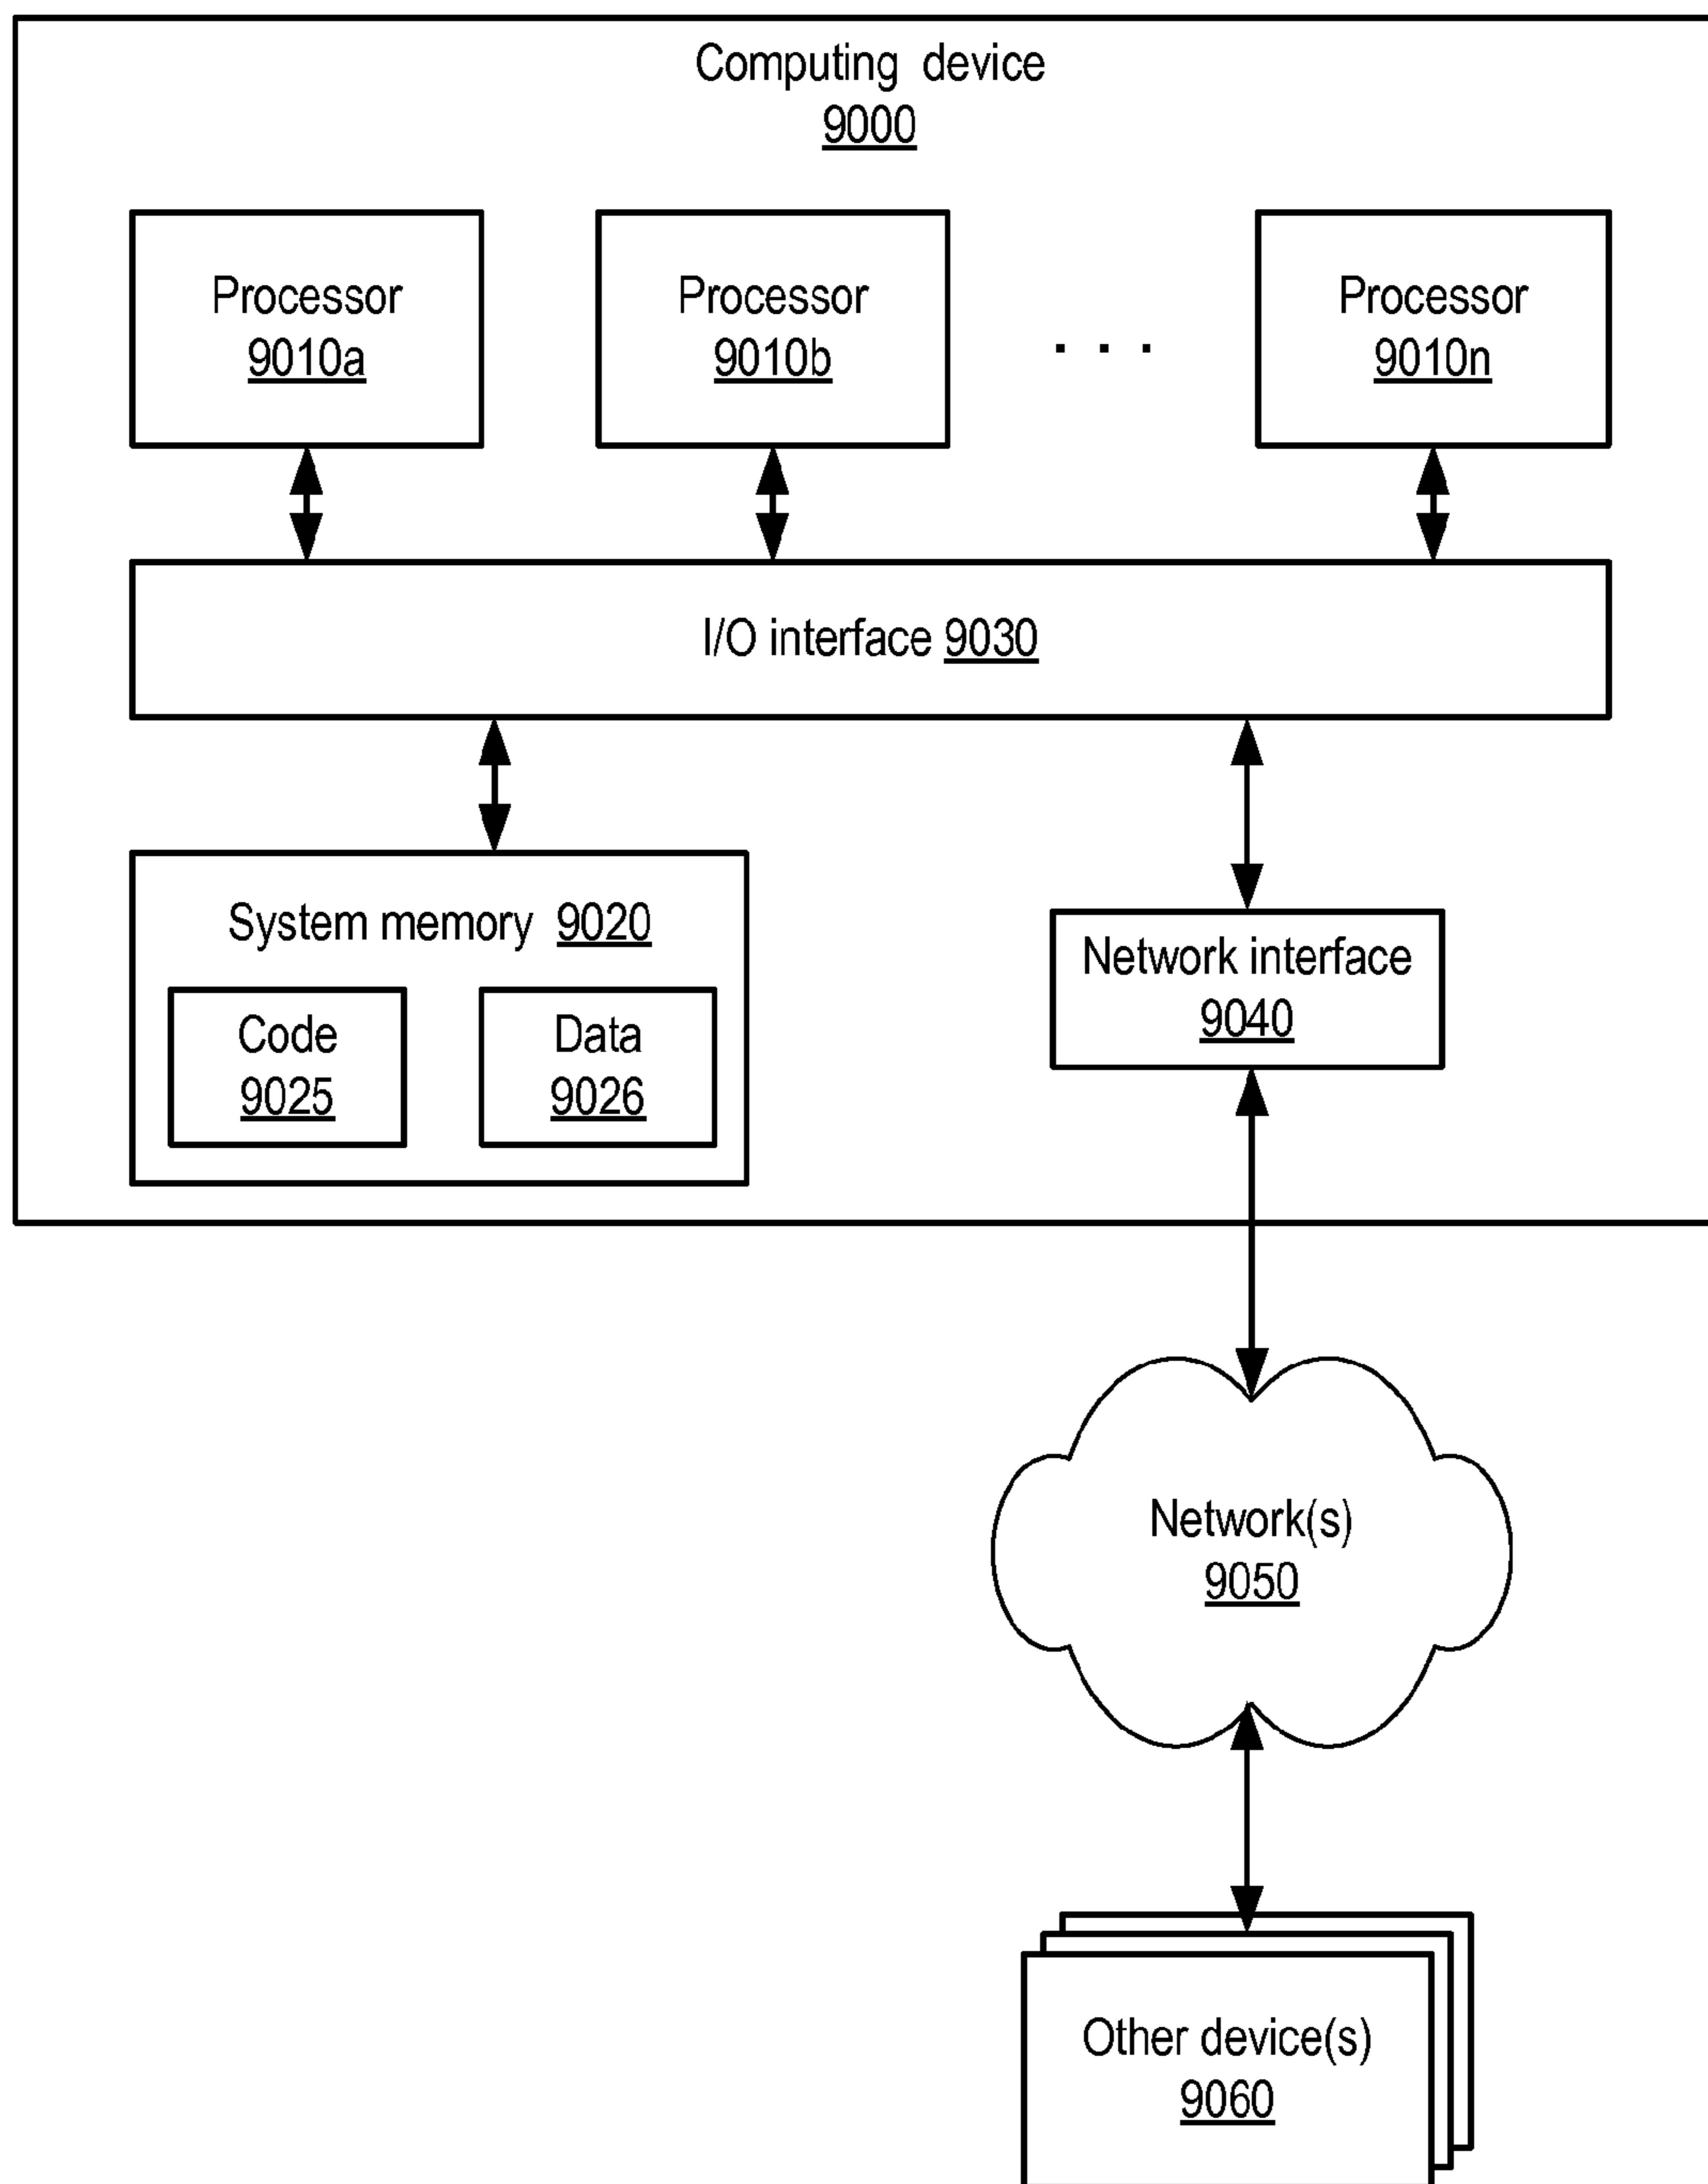 Computing device
9000
Processor
9010a
Processor
9010b
. . .
Processor
9010n
I/O interface 9030
System memory 9020
Code
9025
Data
9026
Network interface
9040
Network(s)
9050
Other device(s)
9060